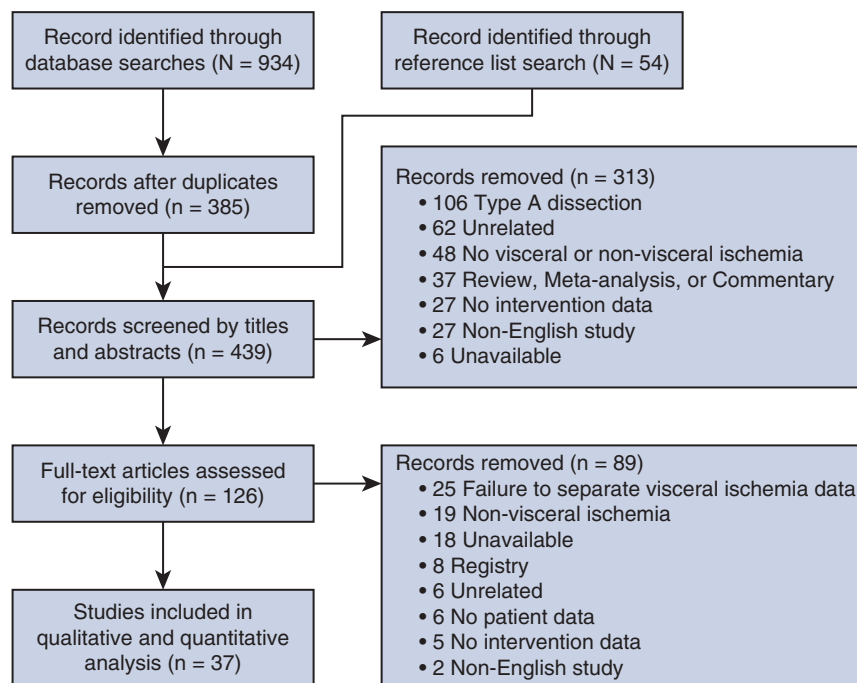 Record identified through
database searches (N = 934)
Record identified through
reference list search (N = 54)
Records after duplicates
removed (n = 385)
Records removed (n = 313)
• 106 Type A dissection
• 62 Unrelated
• 48 No visceral or non-visceral ischemia
• 37 Review, Meta-analysis, or Commentary
• 27 No intervention data
• 27 Non-English study
• 6 Unavailable
Records screened by titles
and abstracts (n = 439)
Full-text articles assessed
for eligibility (n = 126)
Records removed (n = 89)
• 25 Failure to separate visceral ischemia data
• 19 Non-visceral ischemia
• 18 Unavailable
• 8 Registry
• 6 Unrelated
• 6 No patient data
• 5 No intervention data
• 2 Non-English study
Studies included in
qualitative and quantitative
analysis (n = 37)